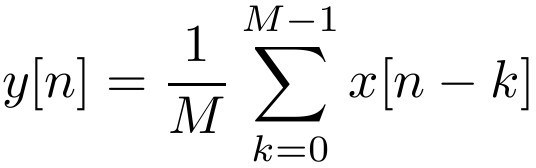 y[n] = \frac{1}{M} \sum_{k=0}^{M-1} x[n-k]